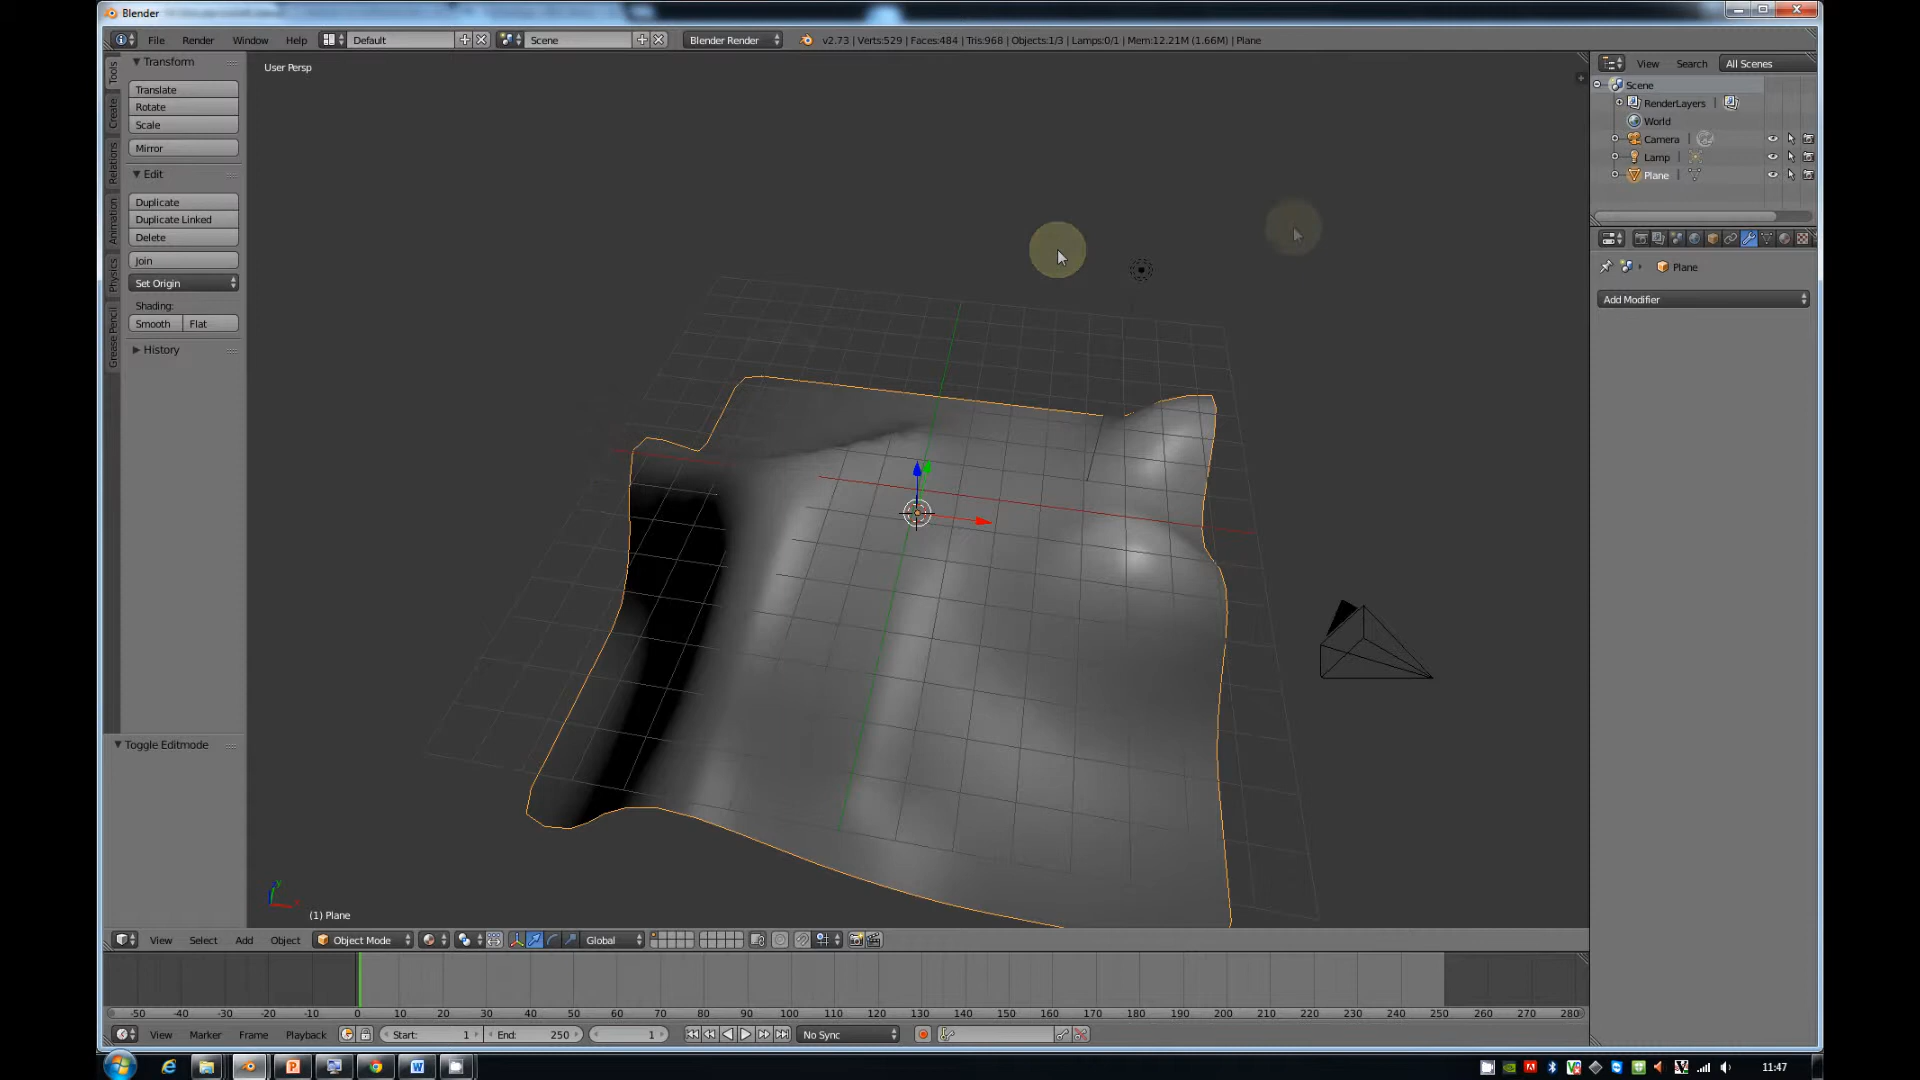 Blender
File Render Window Help Default Scene Blender Render v2.73 | Verts:529 | Faces:484 | Tris:968 | Objects:1/3 | Lamps:0/1 | Mem:12.21M (1.66M) | Plane
Transform
Translate
Rotate
Scale
Mirror
Edit
Duplicate
Duplicate Linked
Delete
Join
Set Origin
Shading:
Smooth Flat
History
Toggle Editmode
Tools
Create
Relations
Animation
Physics
Grease Pencil
User Persp
(1) Plane
View Search All Scenes
Scene
RenderLayers
World
Camera
Lamp
Plane
Plane
Add Modifier
View Select Add Object Object Mode Global
-50 -40 -30 -20 -10 0 10 20 30 40 50 60 70 80 90 100 110 120 130 140 150 160 170 180 190 200 210 220 230 240 250 260 270 280
View Marker Frame Playback Start: 1 End: 250 1 No Sync
11:47